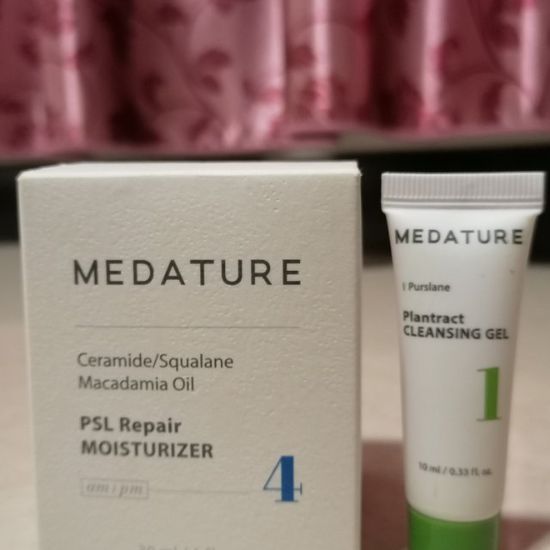 MEDATURE
Ceramide/Squalane
Macadamia Oil
PSL Repair
MOISTURIZER
am / pm
4
MEDATURE
Purslane
Plantract
CLEANSING GEL
1
10 ml / 0.33 fl oz.